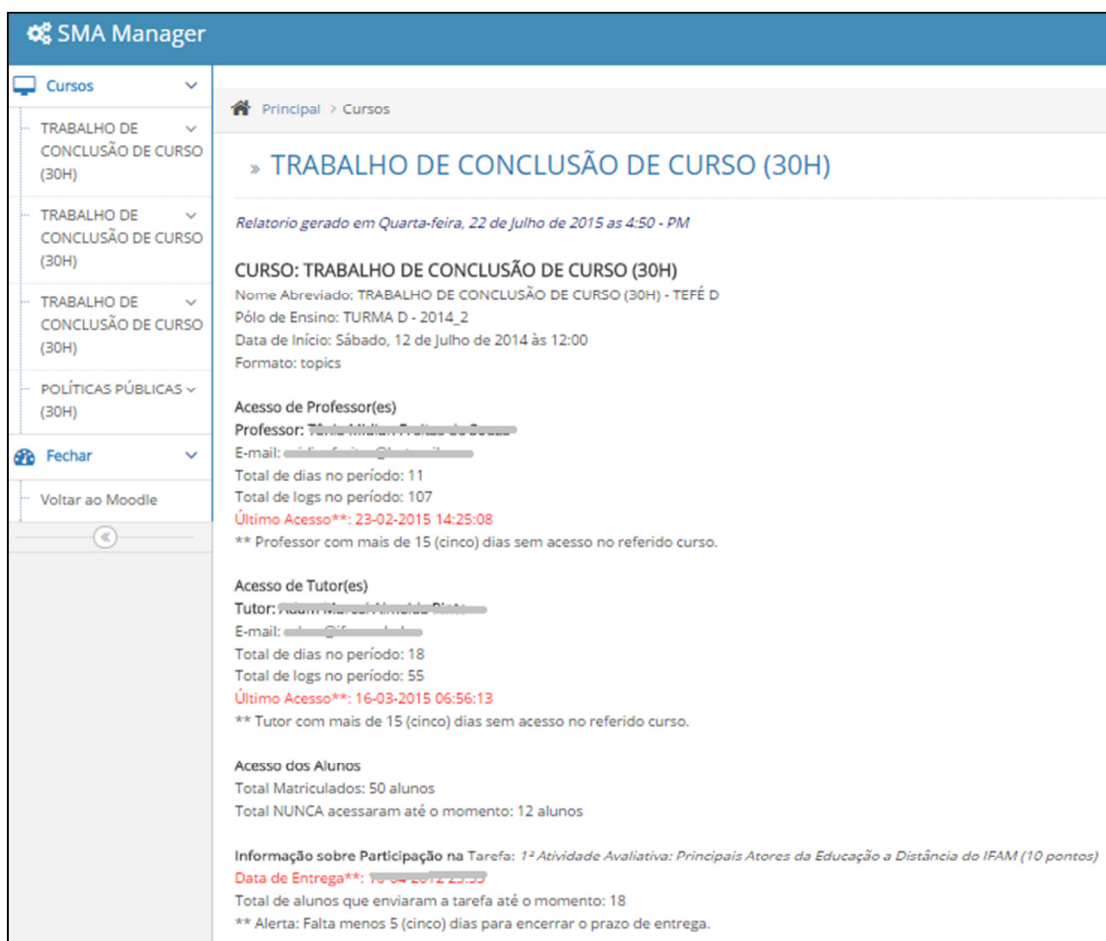 SMA Manager
Cursos
TRABALHO DE
CONCLUSÃO DE CURSO
(30H)
TRABALHO DE
CONCLUSÃO DE CURSO
(30H)
TRABALHO DE
CONCLUSÃO DE CURSO
(30H)
POLÍTICAS PÚBLICAS
(30H)
Fechar
Voltar ao Moodle
Principal > Cursos
» TRABALHO DE CONCLUSÃO DE CURSO (30H)
Relatorio gerado em Quarta-feira, 22 de Julho de 2015 as 4:50 - PM
CURSO: TRABALHO DE CONCLUSÃO DE CURSO (30H)
Nome Abreviado: TRABALHO DE CONCLUSÃO DE CURSO (30H) - TEFÉ D
Pólo de Ensino: TURMA D - 2014_2
Data de Início: Sábado, 12 de Julho de 2014 às 12:00
Formato: topics
Acesso de Professor(es)
Professor:
E-mail:
Total de dias no período: 11
Total de logs no período: 107
Último Acesso**: 23-02-2015 14:25:08
** Professor com mais de 15 (cinco) dias sem acesso no referido curso.
Acesso de Tutor(es)
Tutor:
E-mail:
Total de dias no período: 18
Total de logs no período: 55
Último Acesso**: 16-03-2015 06:56:13
** Tutor com mais de 15 (cinco) dias sem acesso no referido curso.
Acesso dos Alunos
Total Matriculados: 50 alunos
Total NUNCA acessaram até o momento: 12 alunos
Informação sobre Participação na Tarefa: 1ª Atividade Avaliativa: Principais Atores da Educação a Distância do IFAM (10 pontos)
Data de Entrega**:
Total de alunos que enviaram a tarefa até o momento: 18
** Alerta: Falta menos 5 (cinco) dias para encerrar o prazo de entrega.